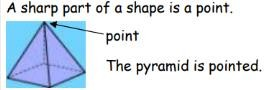 A sharp part of a shape is a point.
point
The pyramid is pointed.